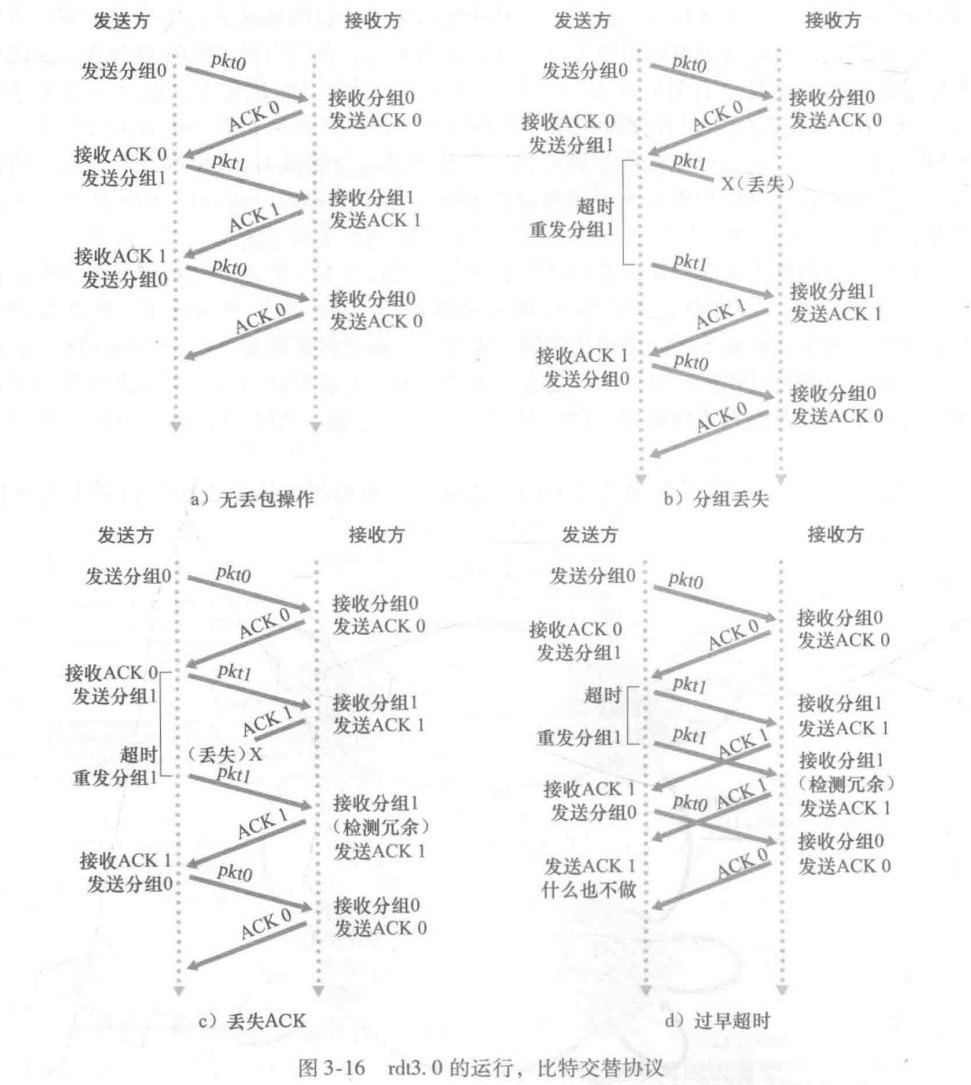 发送方
接收方
发送分组0
pkt0
接收分组0
发送ACK 0
ACK 0
接收ACK 0
发送分组1
pkt1
接收分组1
发送ACK 1
ACK 1
接收ACK 1
发送分组0
pkt0
接收分组0
发送ACK 0
ACK 0
a）无丢包操作
发送方
接收方
发送分组0
pkt0
接收分组0
发送ACK 0
ACK 0
接收ACK 0
发送分组1
pkt1
X（丢失）
超时
重发分组1
pkt1
接收分组1
发送ACK 1
ACK 1
接收ACK 1
发送分组0
pkt0
接收分组0
发送ACK 0
ACK 0
b）分组丢失
发送方
接收方
发送分组0
pkt0
接收分组0
发送ACK 0
ACK 0
接收ACK 0
发送分组1
pkt1
接收分组1
发送ACK 1
ACK 1
（丢失）X
超时
重发分组1
pkt1
接收分组1
（检测冗余）
发送ACK 1
ACK 1
接收ACK 1
发送分组0
pkt0
接收分组0
发送ACK 0
ACK 0
c）丢失ACK
发送方
接收方
发送分组0
pkt0
接收分组0
发送ACK 0
ACK 0
接收ACK 0
发送分组1
pkt1
超时
接收分组1
发送ACK 1
重发分组1
pkt1
ACK 1
接收分组1
（检测冗余）
发送ACK 1
接收ACK 1
发送分组0
pkt0
ACK 1
接收分组0
发送ACK 0
发送ACK 1
什么也不做
ACK 0
d）过早超时
图 3-16 rdt3. 0 的运行，比特交替协议